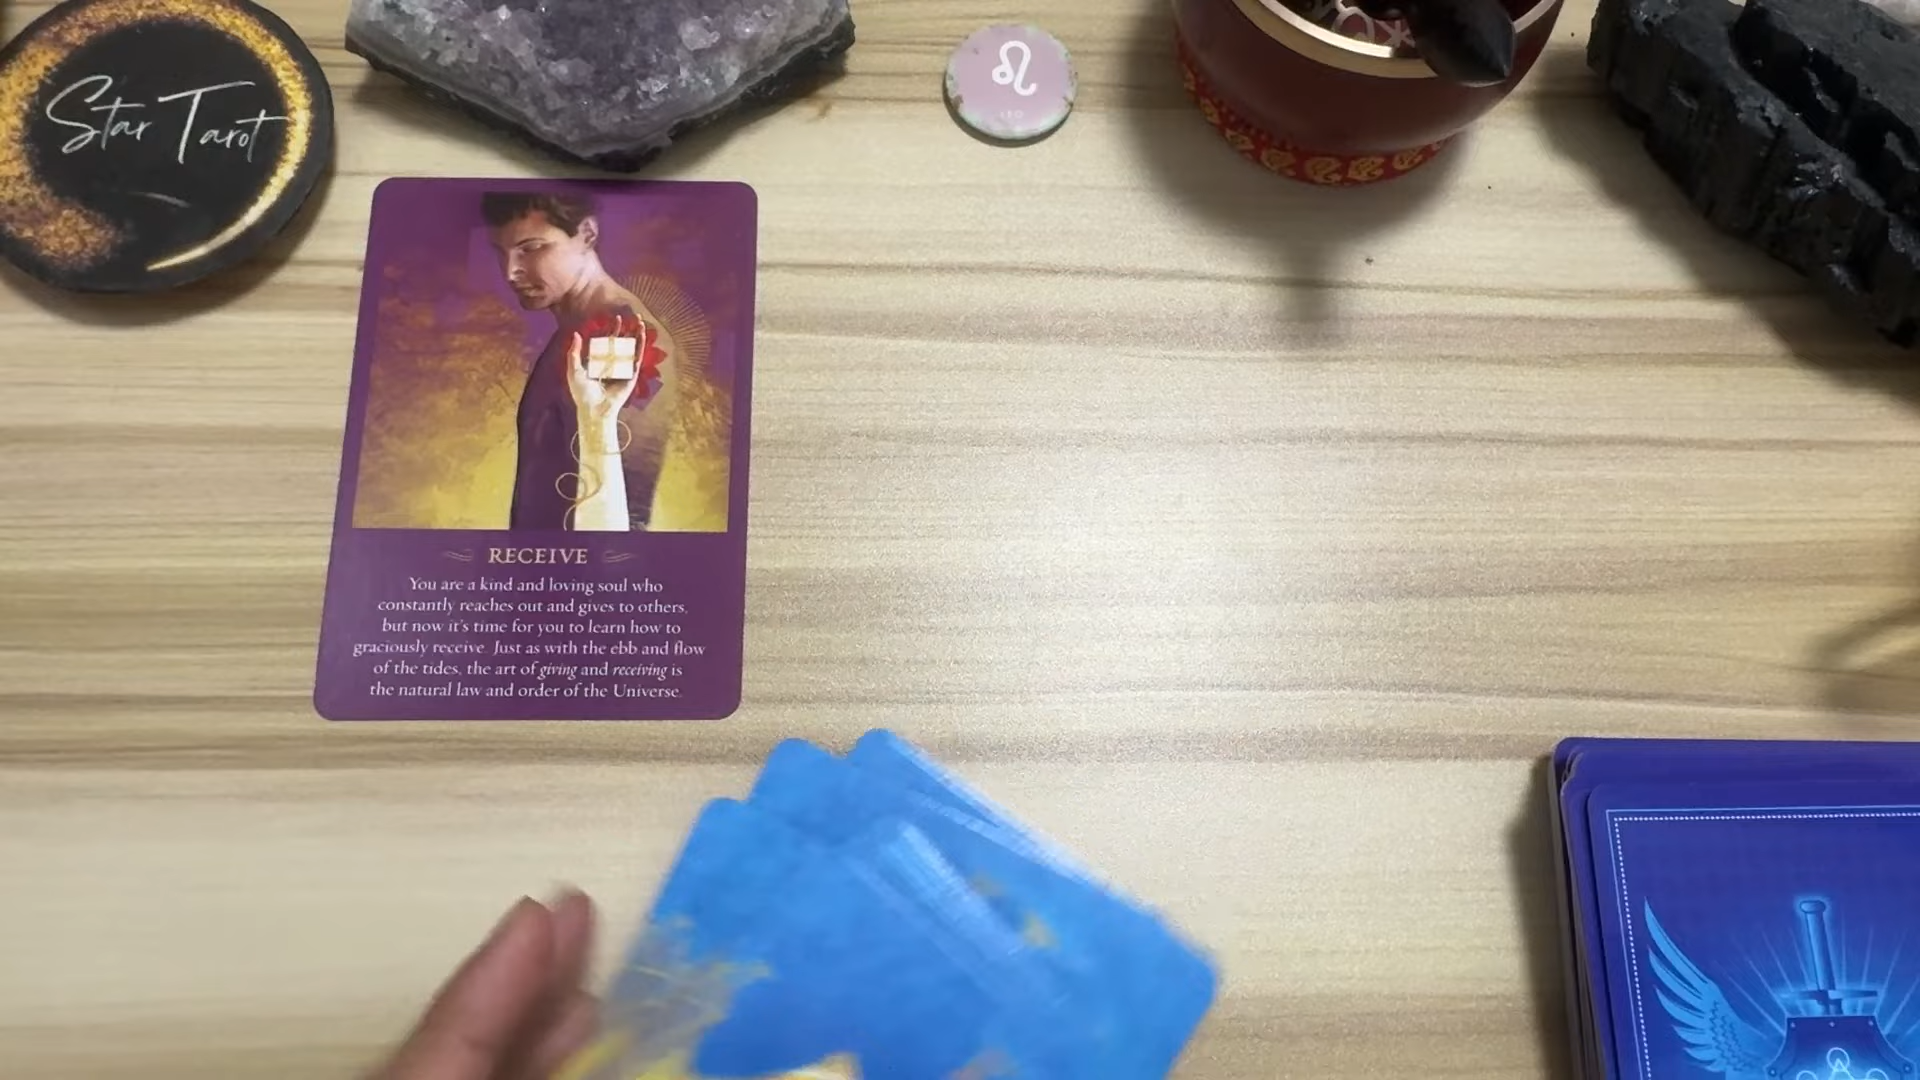 Star Tarot
LEO
RECEIVE
You are a kind and loving soul who
constantly reaches out and gives to others,
but now it's time for you to learn how to
graciously receive. Just as with the ebb and flow
of the tides, the art of giving and receiving is
the natural law and order of the Universe.